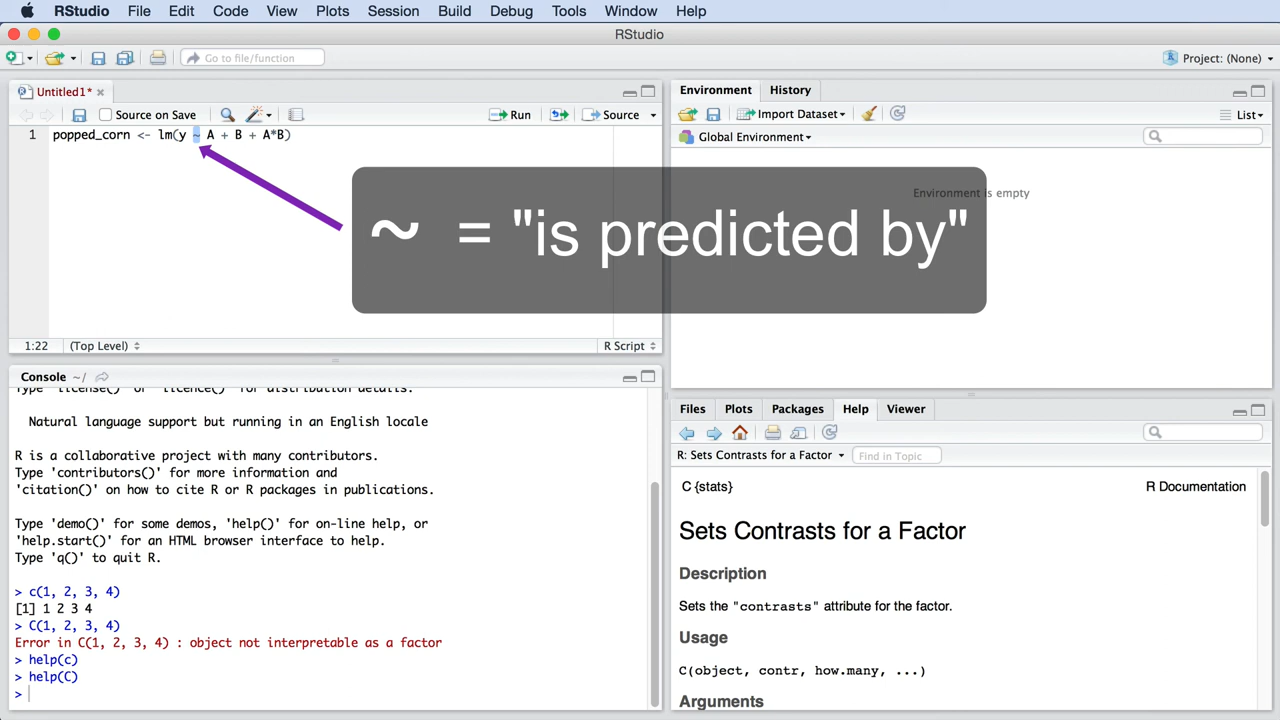 RStudio File Edit Code View Plots Session Build Debug Tools Window Help
RStudio
Go to file/function
Project: (None)
Untitled1*
Source on Save
Run
Source
1 popped_corn <- lm(y ~ A + B + A*B)
~ = "is predicted by"
1:22 (Top Level)
R Script
Environment History
Import Dataset
List
Global Environment
Environment is empty
Console ~/
Type 'license()' or 'licence()' for distribution details.
Natural language support but running in an English locale
R is a collaborative project with many contributors.
Type 'contributors()' for more information and
'citation()' on how to cite R or R packages in publications.
Type 'demo()' for some demos, 'help()' for on-line help, or
'help.start()' for an HTML browser interface to help.
Type 'q()' to quit R.
> c(1, 2, 3, 4)
[1] 1 2 3 4
> C(1, 2, 3, 4)
Error in C(1, 2, 3, 4) : object not interpretable as a factor
> help(c)
> help(C)
>
Files Plots Packages Help Viewer
R: Sets Contrasts for a Factor
Find in Topic
C {stats}
R Documentation
Sets Contrasts for a Factor
Description
Sets the "contrasts" attribute for the factor.
Usage
C(object, contr, how.many, ...)
Arguments